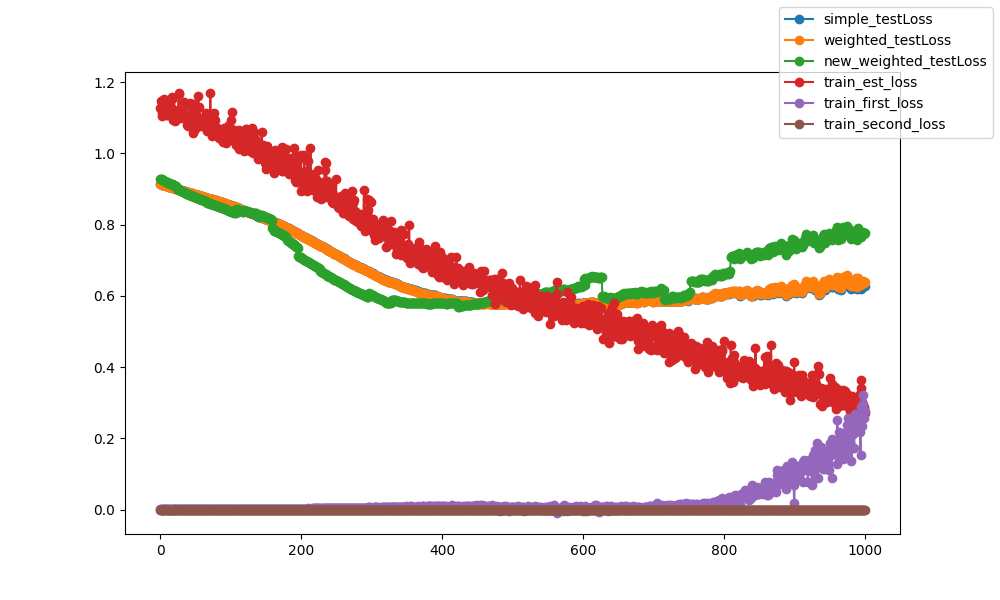 simple_testLoss
weighted_testLoss
new_weighted_testLoss
train_est_loss
train_first_loss
train_second_loss
1.2
1.0
0.8
0.6
0.4
0.2
0.0
0 200 400 600 800 1000